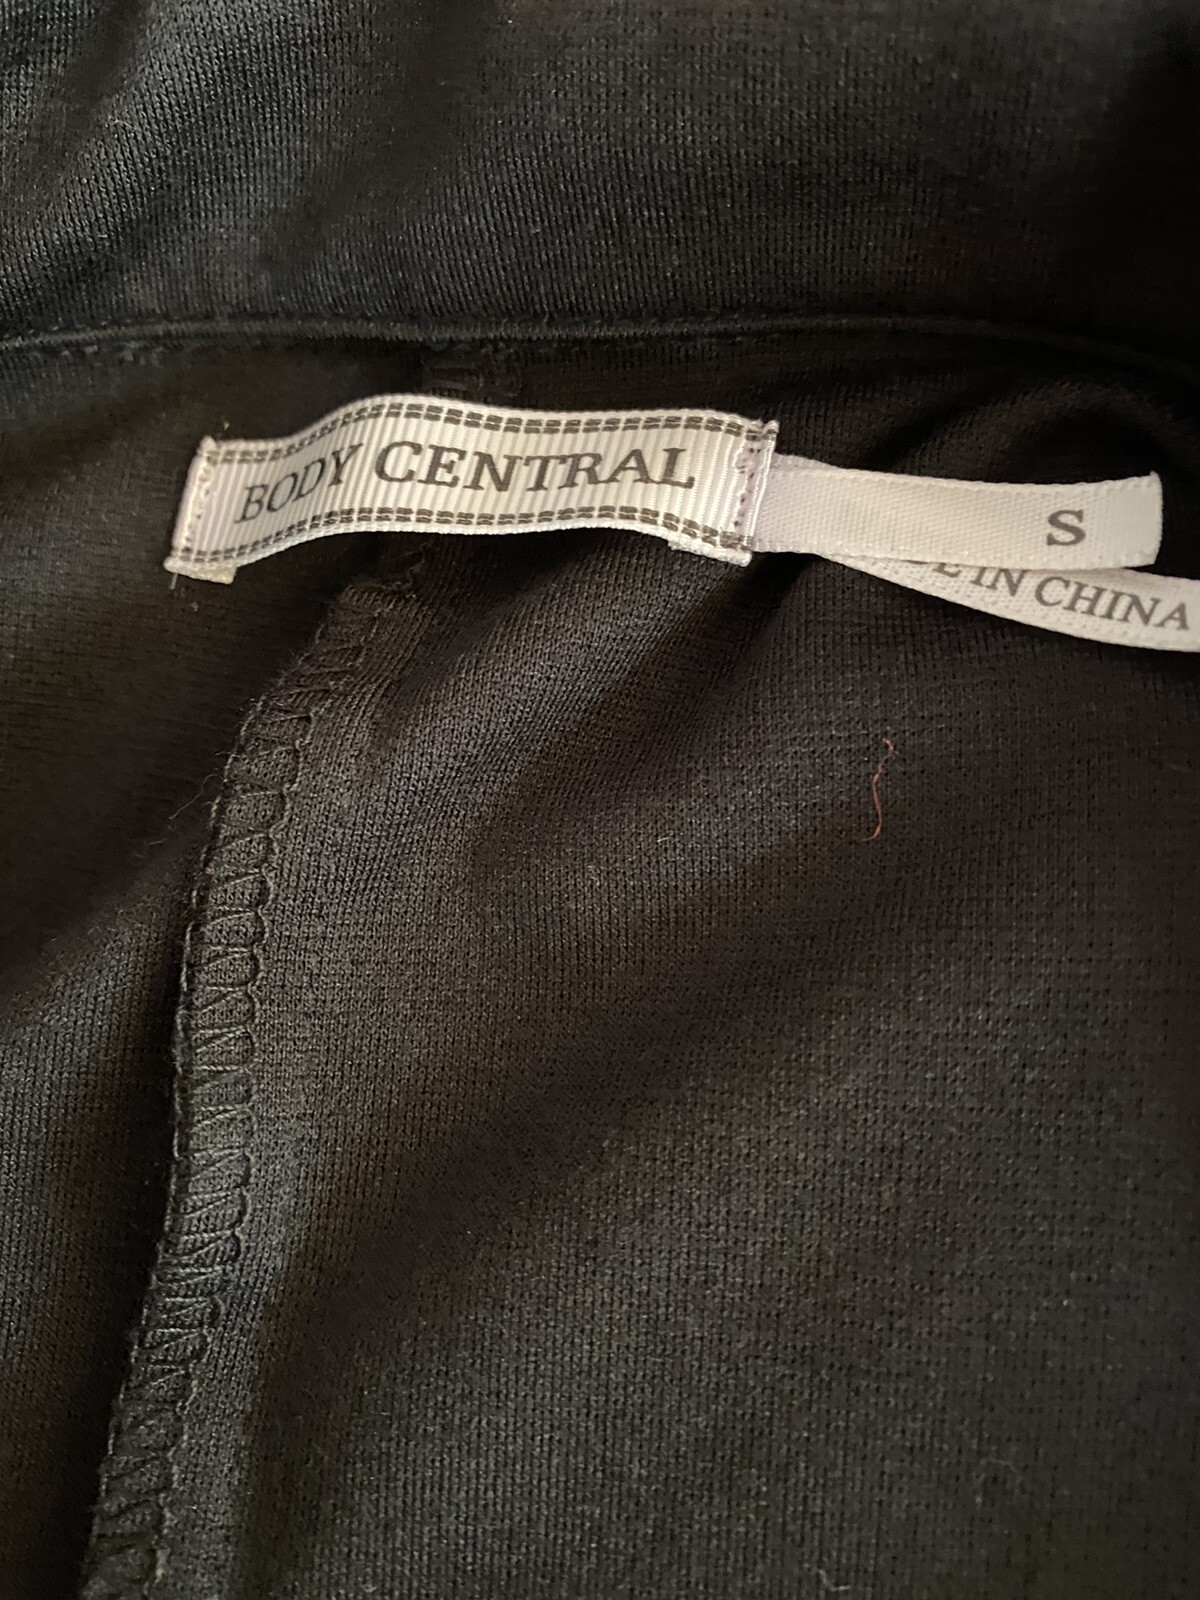 BODY CENTRAL
S
IN CHINA